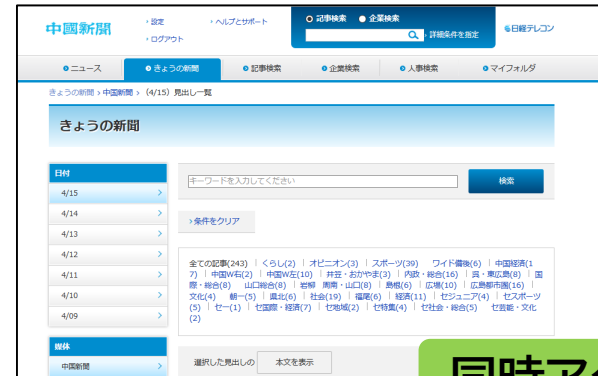 中國新聞
設定
ヘルプとサポート
ログアウト
記事検索 企業検索
詳細条件を指定
日経テレコン
ニュース きょうの新聞 記事検索 企業検索 人事検索 マイフォルダ
きょうの新聞 › 中国新聞 › (4/15) 見出し一覧
きょうの新聞
日付
4/15
4/14
4/13
4/12
4/11
4/10
4/09
媒体
中国新聞
キーワードを入力してください 検索
›条件をクリア
全ての記事(243) | くらし(2) | オピニオン(3) | スポーツ(39) ワイド備後(6) | 中国経済(1
7) | 中国W右(2) | 中国W左(10) | 井笠・おかやま(3) | 内政・総合(16) | 呉・東広島(8) | 国
際・総合(8) 山口総合(8) | 岩柳 周南・山口(8) | 島根(6) | 広場(10) | 広島都市圏(16) |
文化(4) 朝一(5) | 県北(6) | 社会(19) | 福尾(6) | 経済(11) | セジュニア(4) | セスポーツ
(5) | セ一(1) | セ国際・経済(7) | セ地域(2) | セ特集(4) | セ社会・総合(5) セ芸能・文化
(2)
選択した見出しの 本文を表示
同時ア